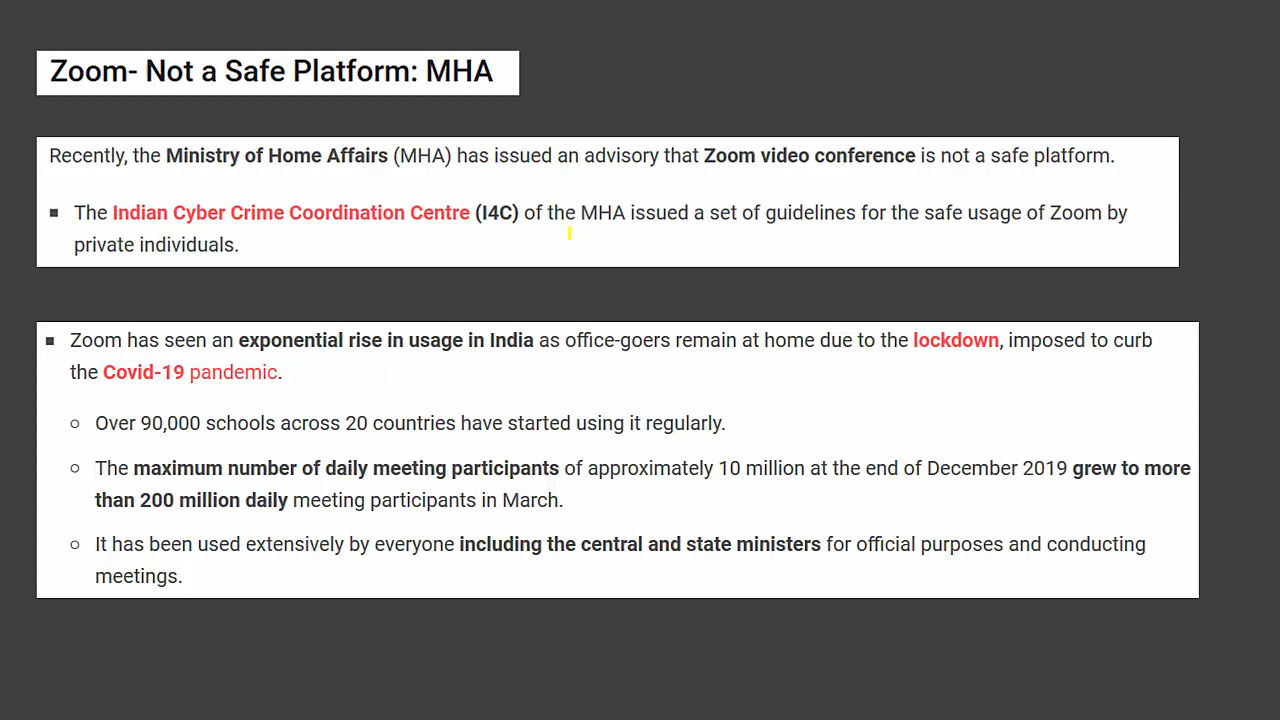 Zoom- Not a Safe Platform: MHA
Recently, the Ministry of Home Affairs (MHA) has issued an advisory that Zoom video conference is not a safe platform.
The Indian Cyber Crime Coordination Centre (I4C) of the MHA issued a set of guidelines for the safe usage of Zoom by
private individuals.
Zoom has seen an exponential rise in usage in India as office-goers remain at home due to the lockdown, imposed to curb
the Covid-19 pandemic.
Over 90,000 schools across 20 countries have started using it regularly.
The maximum number of daily meeting participants of approximately 10 million at the end of December 2019 grew to more
than 200 million daily meeting participants in March.
It has been used extensively by everyone including the central and state ministers for official purposes and conducting
meetings.